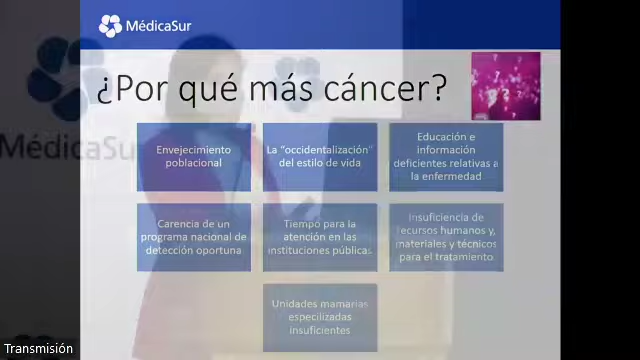 MédicaSur
¿Por qué más cáncer?
MédicaSur
Envejecimiento
poblacional
La "occidentalización"
del estilo de vida
Educación e
información
deficientes relativas a
la enfermedad
Carencia de un
programa nacional de
detección oportuna
Tiempo para la
atención en las
instituciones públicas
Insuficiencia de
recursos humanos y,
materiales y técnicos
para el tratamiento
Unidades mamarias
especilizadas
insuficientes
Transmisión